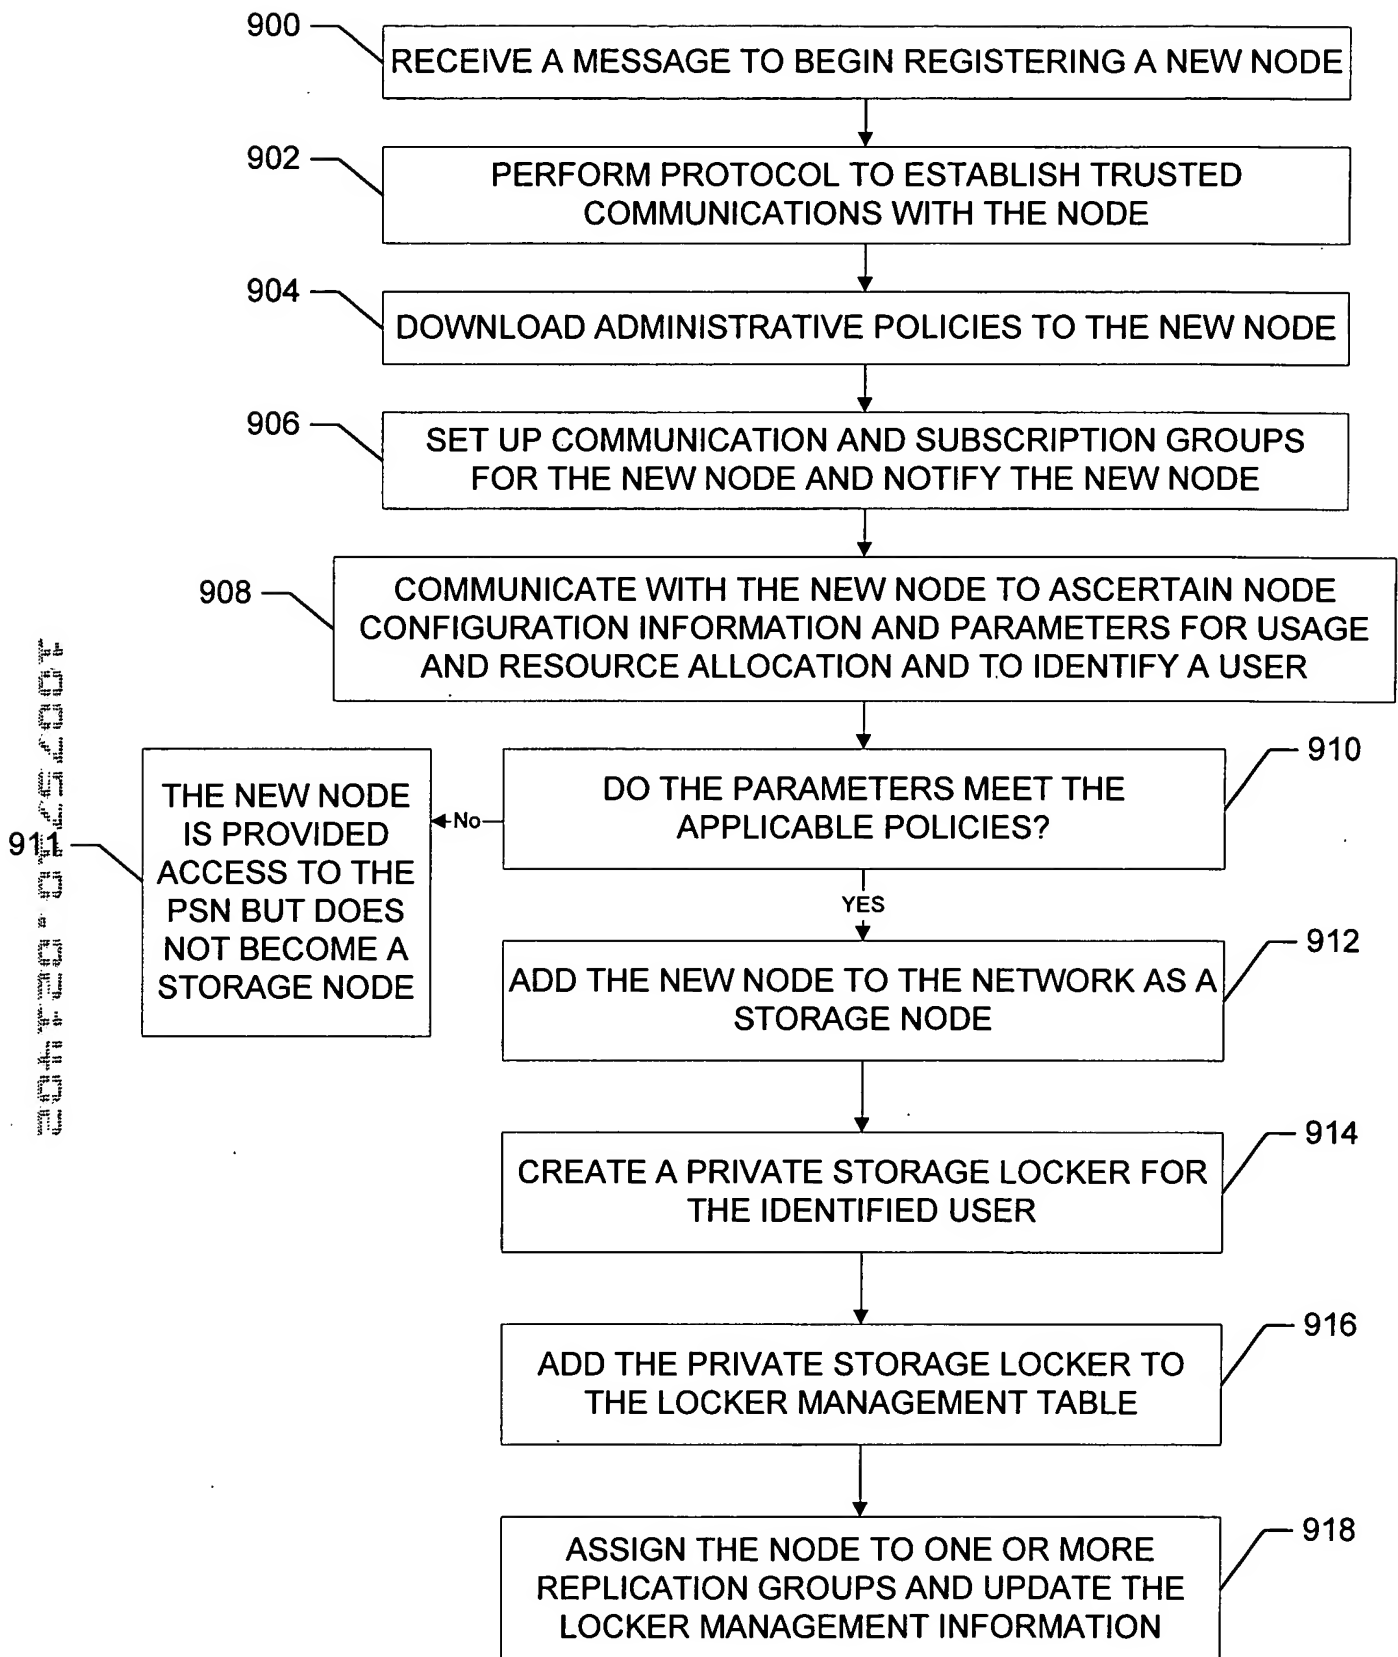 900
RECEIVE A MESSAGE TO BEGIN REGISTERING A NEW NODE
902
PERFORM PROTOCOL TO ESTABLISH TRUSTED
COMMUNICATIONS WITH THE NODE
904
DOWNLOAD ADMINISTRATIVE POLICIES TO THE NEW NODE
906
SET UP COMMUNICATION AND SUBSCRIPTION GROUPS
FOR THE NEW NODE AND NOTIFY THE NEW NODE
908
COMMUNICATE WITH THE NEW NODE TO ASCERTAIN NODE
CONFIGURATION INFORMATION AND PARAMETERS FOR USAGE
AND RESOURCE ALLOCATION AND TO IDENTIFY A USER
910
DO THE PARAMETERS MEET THE
APPLICABLE POLICIES?
No
911
THE NEW NODE
IS PROVIDED
ACCESS TO THE
PSN BUT DOES
NOT BECOME A
STORAGE NODE
YES
912
ADD THE NEW NODE TO THE NETWORK AS A
STORAGE NODE
914
CREATE A PRIVATE STORAGE LOCKER FOR
THE IDENTIFIED USER
916
ADD THE PRIVATE STORAGE LOCKER TO
THE LOCKER MANAGEMENT TABLE
918
ASSIGN THE NODE TO ONE OR MORE
REPLICATION GROUPS AND UPDATE THE
LOCKER MANAGEMENT INFORMATION